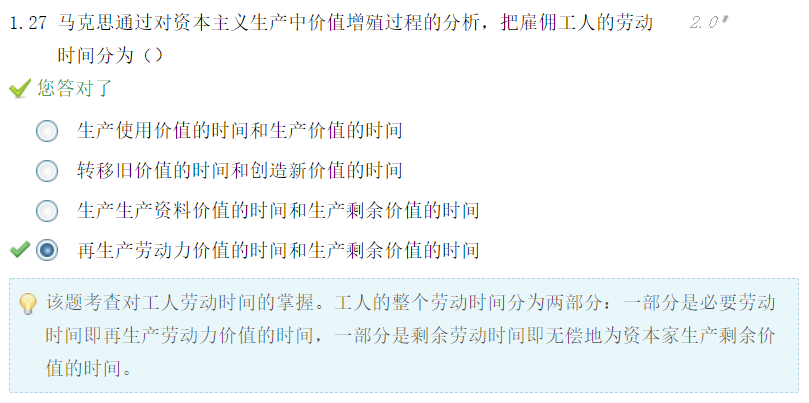 1.27 马克思通过对资本主义生产中价值增殖过程的分析，把雇佣工人的劳动 2.0
时间分为（）
您答对了
生产使用价值的时间和生产价值的时间
转移旧价值的时间和创造新价值的时间
生产生产资料价值的时间和生产剩余价值的时间
再生产劳动力价值的时间和生产剩余价值的时间
该题考查对工人劳动时间的掌握。工人的整个劳动时间分为两部分：一部分是必要劳动
时间即再生产劳动力价值的时间，一部分是剩余劳动时间即无偿地为资本家生产剩余价
值的时间。